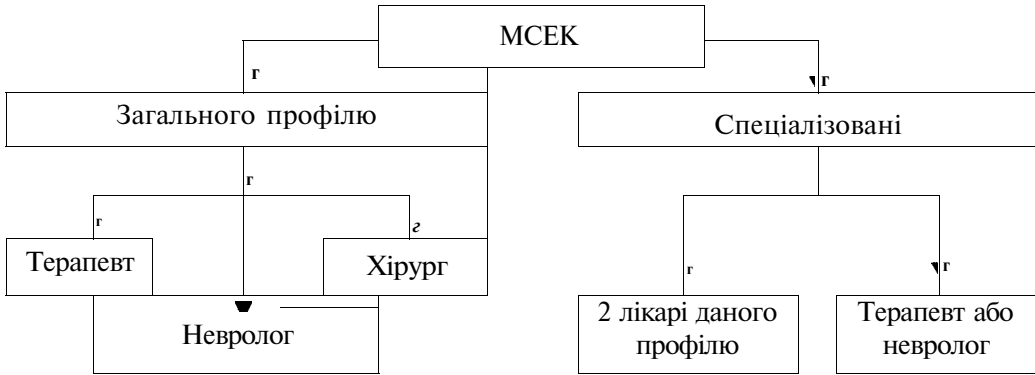 МСЕК
г
г
Загального профілю
Спеціалізовані
г
г
г
Терапевт
Хірург
г
г
Невролог
2 лікарі даного
профілю
Терапевт або
невролог